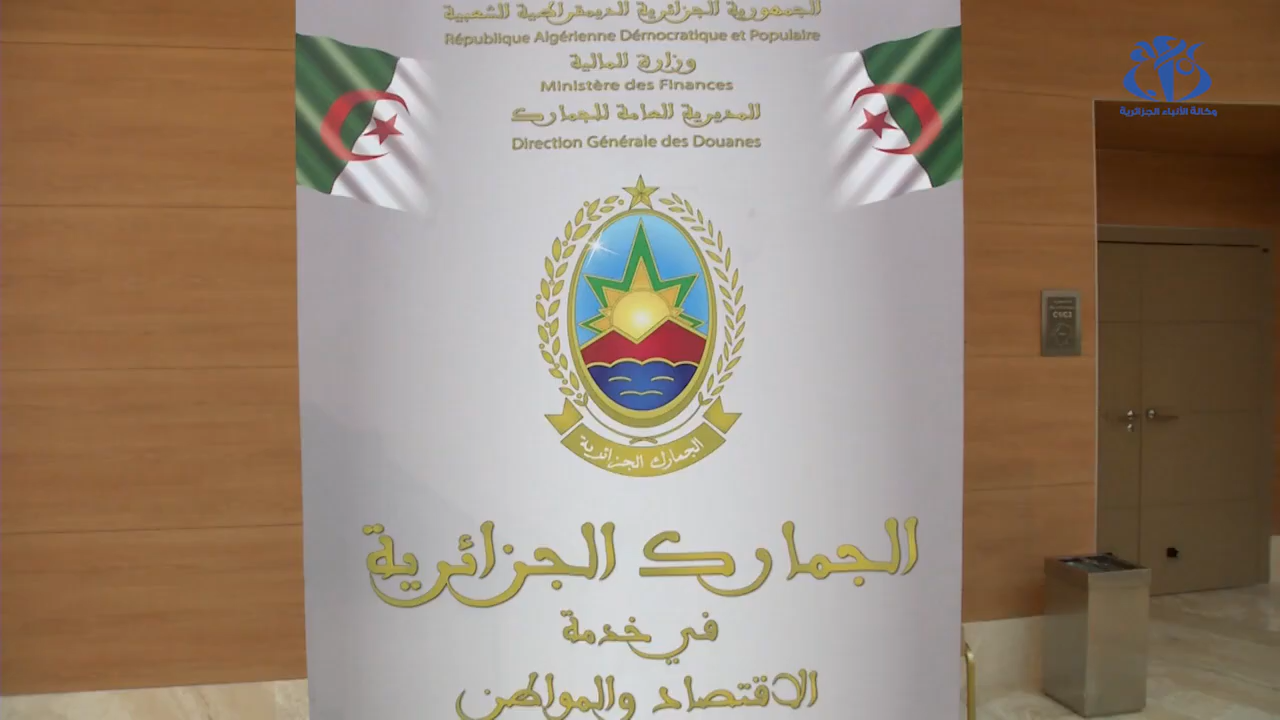 الجمهورية الجزائرية الديمقراطية الشعبية
République Algérienne Démocratique et Populaire
وزارة المالية
Ministère des Finances
المديرية العامة للجمارك
Direction Générale des Douanes
وكالة الأنباء الجزائرية
الجمارك الجزائرية
الجمارك الجزائرية
في خدمة
الاقتصاد والمواطن